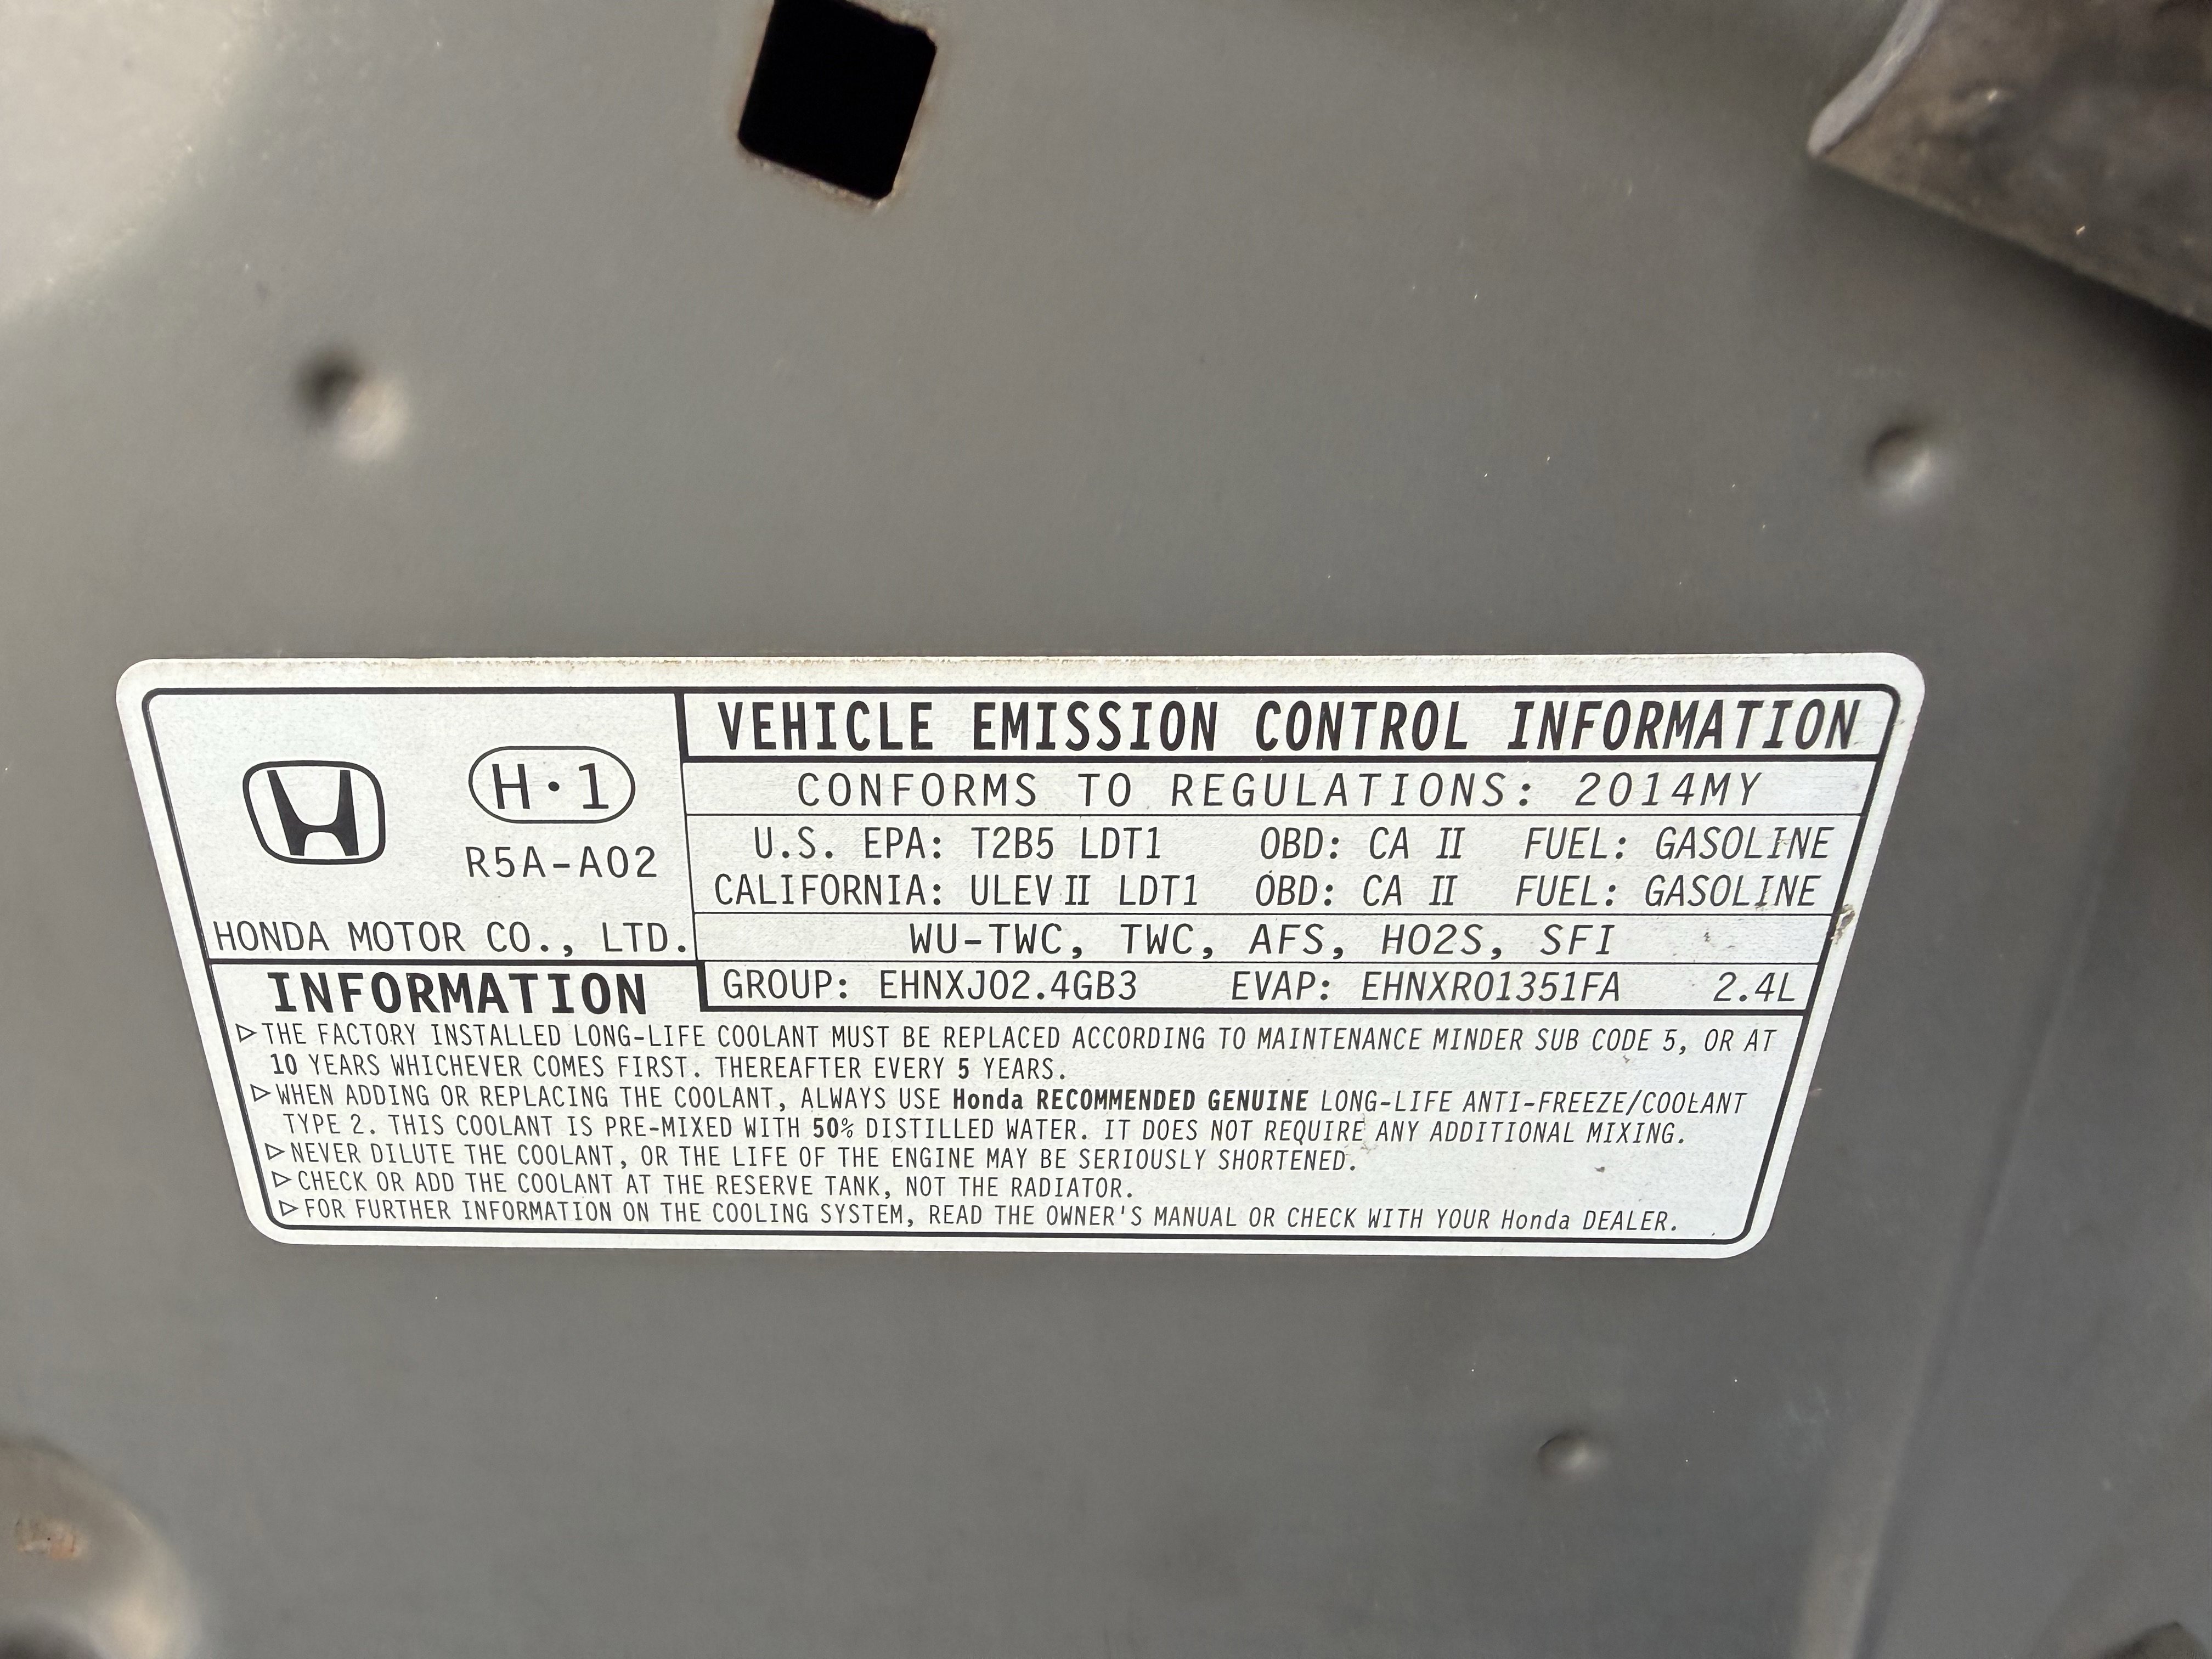 VEHICLE EMISSION CONTROL INFORMATION
H·1
R5A-A02
HONDA MOTOR CO., LTD.
CONFORMS TO REGULATIONS: 2014MY
U.S. EPA: T2B5 LDT1 OBD: CA II FUEL: GASOLINE
CALIFORNIA: ULEV II LDT1 OBD: CA II FUEL: GASOLINE
WU-TWC, TWC, AFS, HO2S, SFI
GROUP: EHNXJ02.4GB3 EVAP: EHNXR01351FA 2.4L
INFORMATION
▷THE FACTORY INSTALLED LONG-LIFE COOLANT MUST BE REPLACED ACCORDING TO MAINTENANCE MINDER SUB CODE 5, OR AT
10 YEARS WHICHEVER COMES FIRST. THEREAFTER EVERY 5 YEARS.
▷WHEN ADDING OR REPLACING THE COOLANT, ALWAYS USE Honda RECOMMENDED GENUINE LONG-LIFE ANTI-FREEZE/COOLANT
TYPE 2. THIS COOLANT IS PRE-MIXED WITH 50% DISTILLED WATER. IT DOES NOT REQUIRE ANY ADDITIONAL MIXING.
▷NEVER DILUTE THE COOLANT, OR THE LIFE OF THE ENGINE MAY BE SERIOUSLY SHORTENED.
▷CHECK OR ADD THE COOLANT AT THE RESERVE TANK, NOT THE RADIATOR.
▷FOR FURTHER INFORMATION ON THE COOLING SYSTEM, READ THE OWNER'S MANUAL OR CHECK WITH YOUR Honda DEALER.